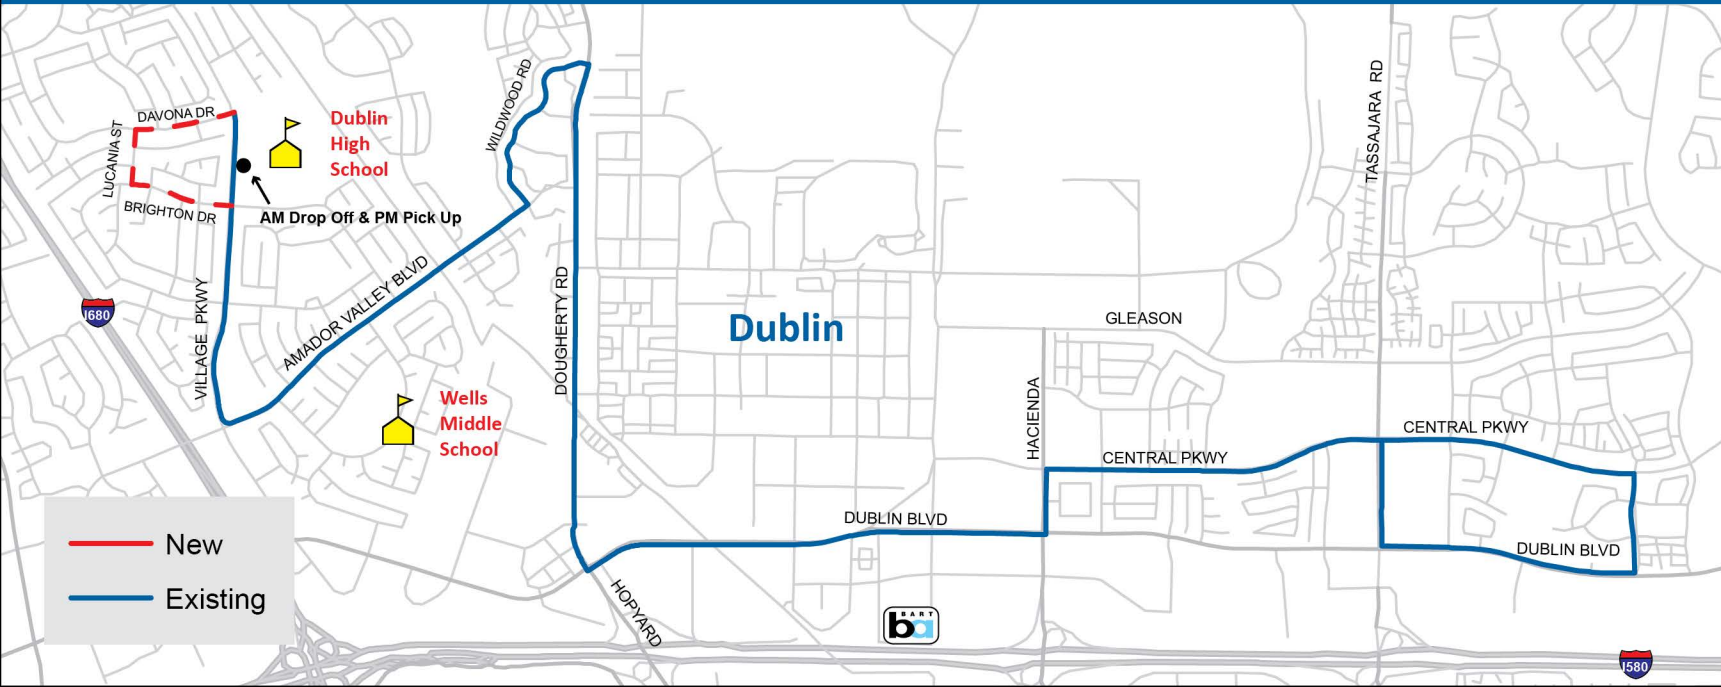 WILDWOOD RD
TASSAJARA RD
DAVONA DR
Dublin
High
School
LUCANIA ST
BRIGHTON DR
AM Drop Off & PM Pick Up
VILLAGE PKWY
AMADOR VALLEY BLVD
DOUGHERTY RD
I680
Dublin
GLEASON
HACIENDA
Wells
Middle
School
CENTRAL PKWY
CENTRAL PKWY
DUBLIN BLVD
DUBLIN BLVD
New
Existing
HOPYARD
BART
ba
I580